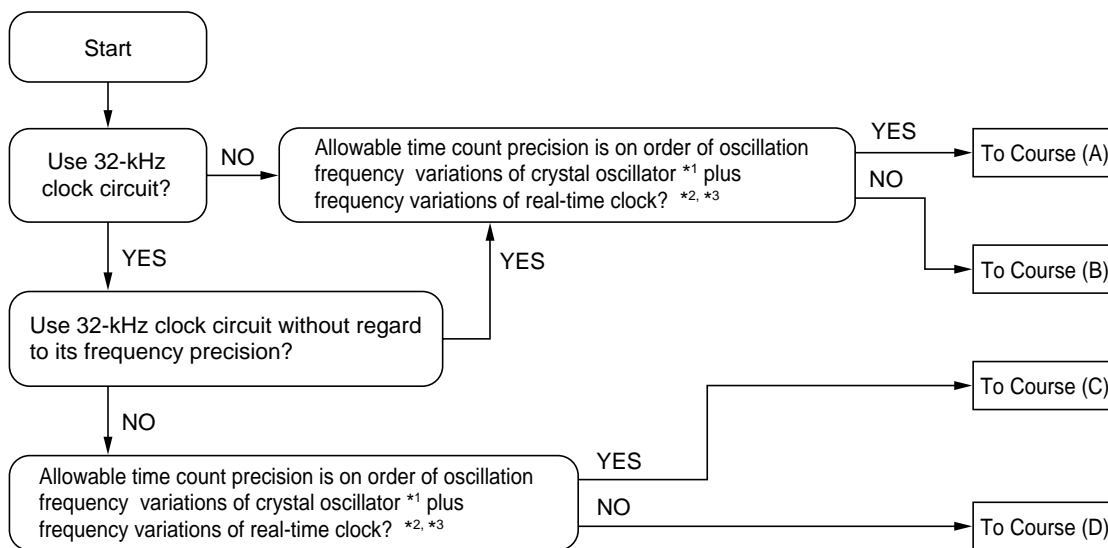 Start
Use 32-kHz
clock circuit?
NO
Allowable time count precision is on order of oscillation
frequency variations of crystal oscillator *1 plus
frequency variations of real-time clock? *2, *3
YES
To Course (A)
NO
To Course (B)
YES
YES
Use 32-kHz clock circuit without regard
to its frequency precision?
To Course (C)
NO
Allowable time count precision is on order of oscillation
frequency variations of crystal oscillator *1 plus
frequency variations of real-time clock? *2, *3
YES
NO
To Course (D)